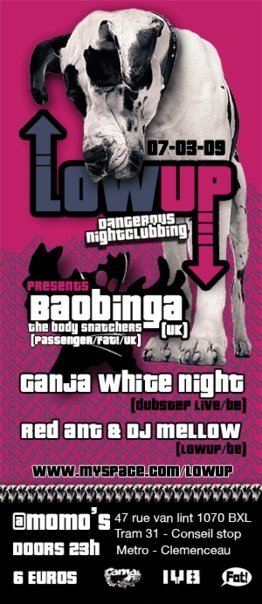 07-03-09
LOWUP
DANGEROUS
NIGHTCLUBBING
PRESENTS
BAOBINGA
THE BODY SNATCHERS [UK]
[PASSENGER/FAT!/UK]
GANJA WHITE NIGHT
[DUBSTEP LIVE/BE]
RED ANT & DJ MELLOW
[LOWUP/BE]
WWW.MYSPACE.COM/LOWUP
@MOMO'S
47 rue van lint 1070 BXL
DOORS 23h
Tram 31 - Conseil stop
Metro - Clemenceau
6 EUROS
Fat!